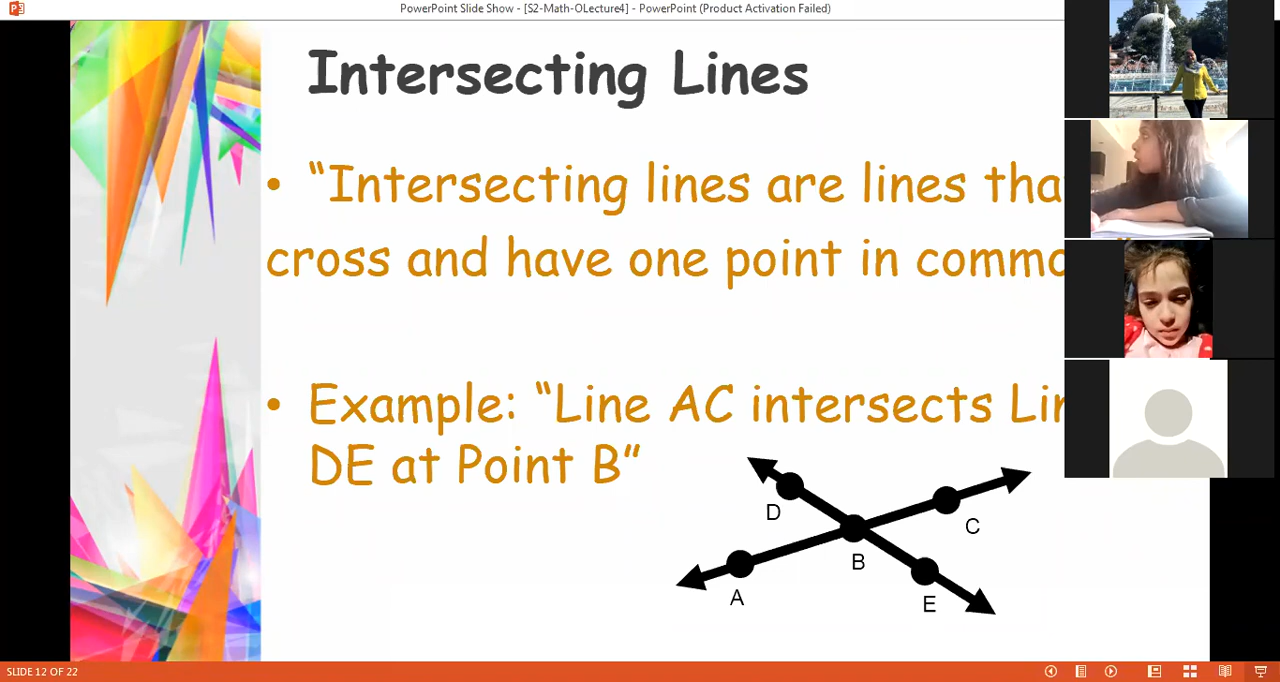 PowerPoint Slide Show - [S2-Math-OLecture4] - PowerPoint (Product Activation Failed)
Intersecting Lines
• “Intersecting lines are lines tha
cross and have one point in commo
• Example: “Line AC intersects Lin
DE at Point B”
D
C
B
A
E
SLIDE 12 OF 22